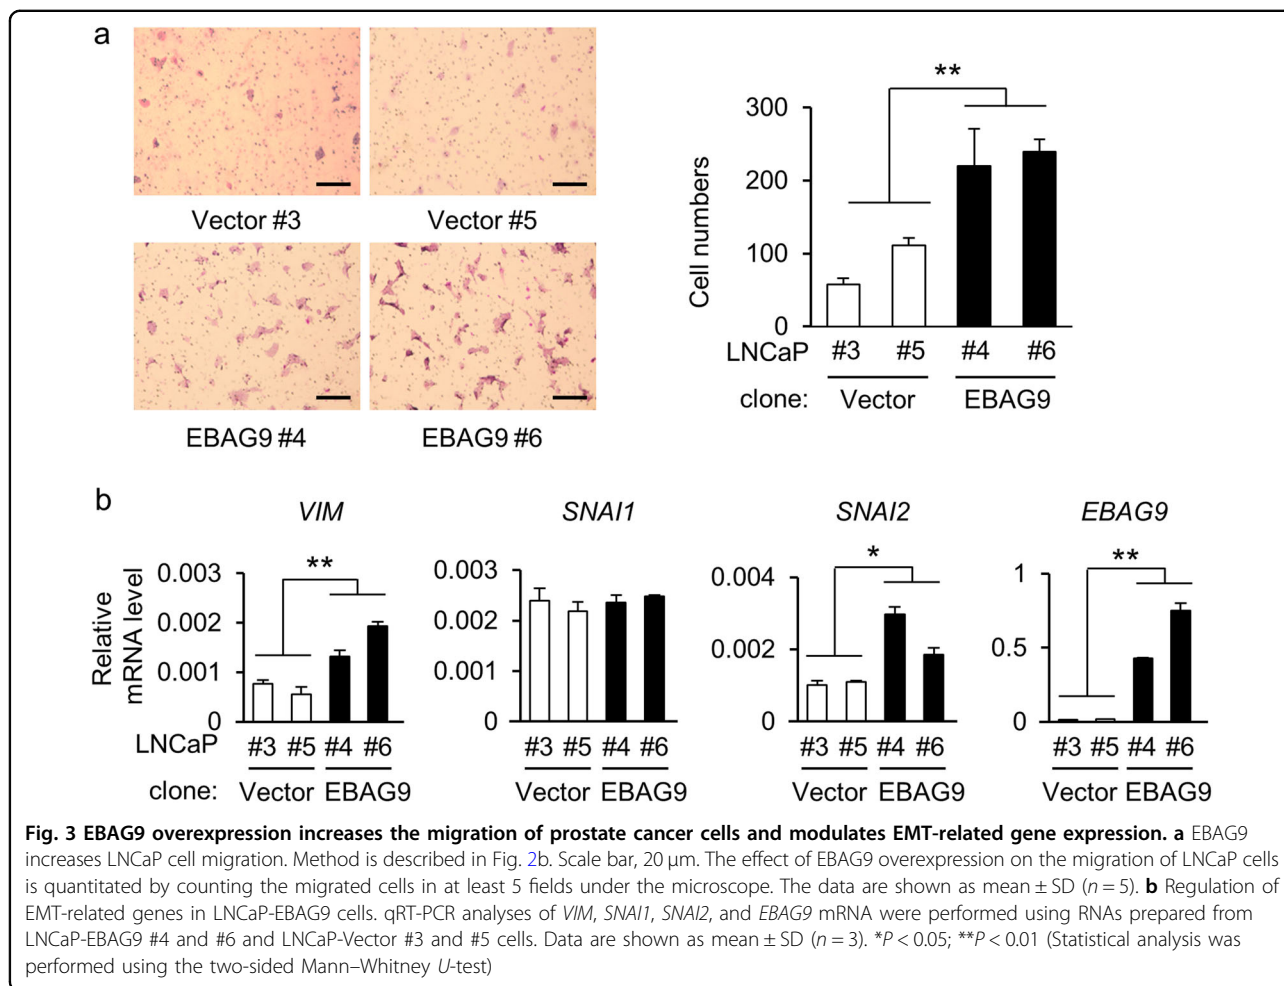 a
Vector #3
Vector #5
EBAG9 #4
EBAG9 #6
**
300
200
100
0
Cell numbers
LNCaP #3 #5 #4 #6
clone: Vector EBAG9
b
VIM
SNAI1
SNAI2
EBAG9
Relative
mRNA level
**
0.003
0.002
0.001
0
0.003
0.002
0.001
0
*
0.004
0.002
0
**
1
0.5
0
LNCaP #3 #5 #4 #6 #3 #5 #4 #6 #3 #5 #4 #6 #3 #5 #4 #6
clone: Vector EBAG9 Vector EBAG9 Vector EBAG9 Vector EBAG9
Fig. 3 EBAG9 overexpression increases the migration of prostate cancer cells and modulates EMT-related gene expression. a EBAG9
increases LNCaP cell migration. Method is described in Fig. 2b. Scale bar, 20 μm. The effect of EBAG9 overexpression on the migration of LNCaP cells
is quantitated by counting the migrated cells in at least 5 fields under the microscope. The data are shown as mean ± SD (n = 5). b Regulation of
EMT-related genes in LNCaP-EBAG9 cells. qRT-PCR analyses of VIM, SNAI1, SNAI2, and EBAG9 mRNA were performed using RNAs prepared from
LNCaP-EBAG9 #4 and #6 and LNCaP-Vector #3 and #5 cells. Data are shown as mean ± SD (n = 3). *P < 0.05; **P < 0.01 (Statistical analysis was
performed using the two-sided Mann–Whitney U-test)